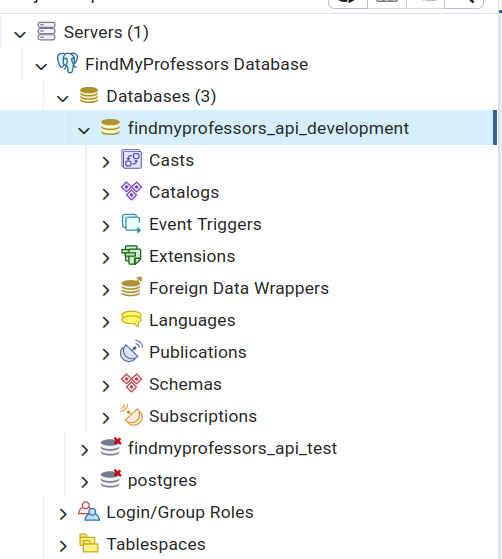 Servers (1)
FindMyProfessors Database
Databases (3)
findmyprofessors_api_development
Casts
Catalogs
Event Triggers
Extensions
Foreign Data Wrappers
Languages
Publications
Schemas
Subscriptions
findmyprofessors_api_test
postgres
Login/Group Roles
Tablespaces